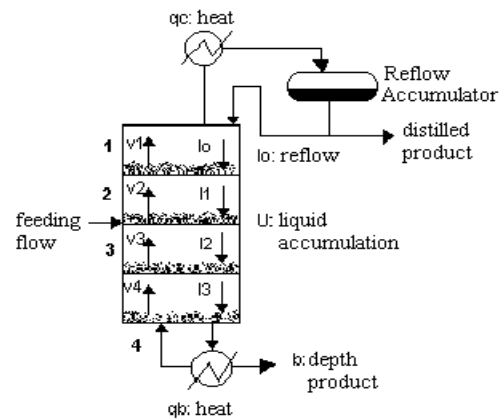 qc: heat
Reflow
Accumulator
distilled
product
lo: reflow
1
v1
lo
2
v2
l1
U: liquid
accumulation
feeding
flow
3
v3
l2
v4
l3
4
b: depth
product
qb: heat